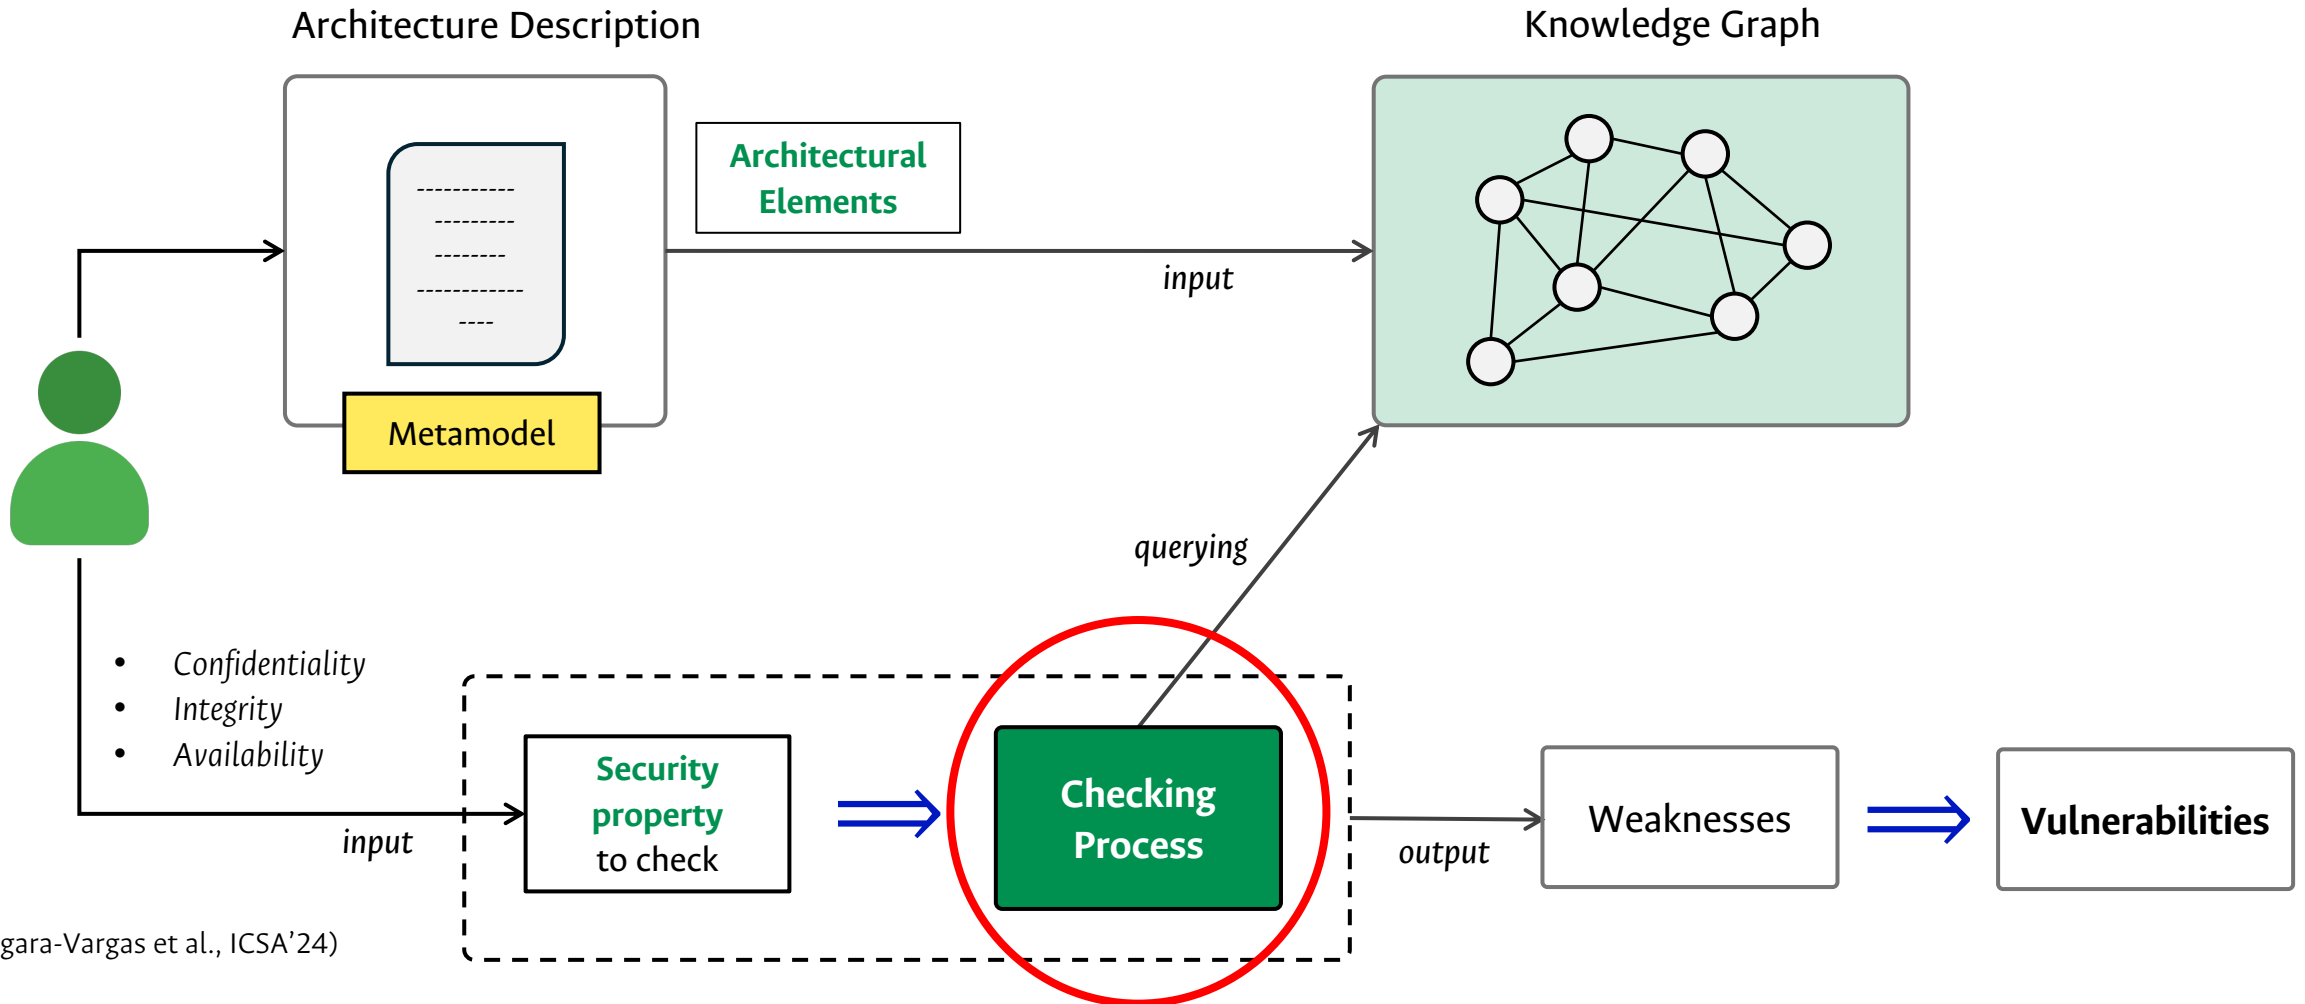 Architecture Description
Knowledge Graph
Architectural
Elements
input
Metamodel
querying
• Confidentiality
• Integrity
• Availability
input
Security
property
to check
Checking
Process
output
Weaknesses
Vulnerabilities
gara-Vargas et al., ICSA’24)